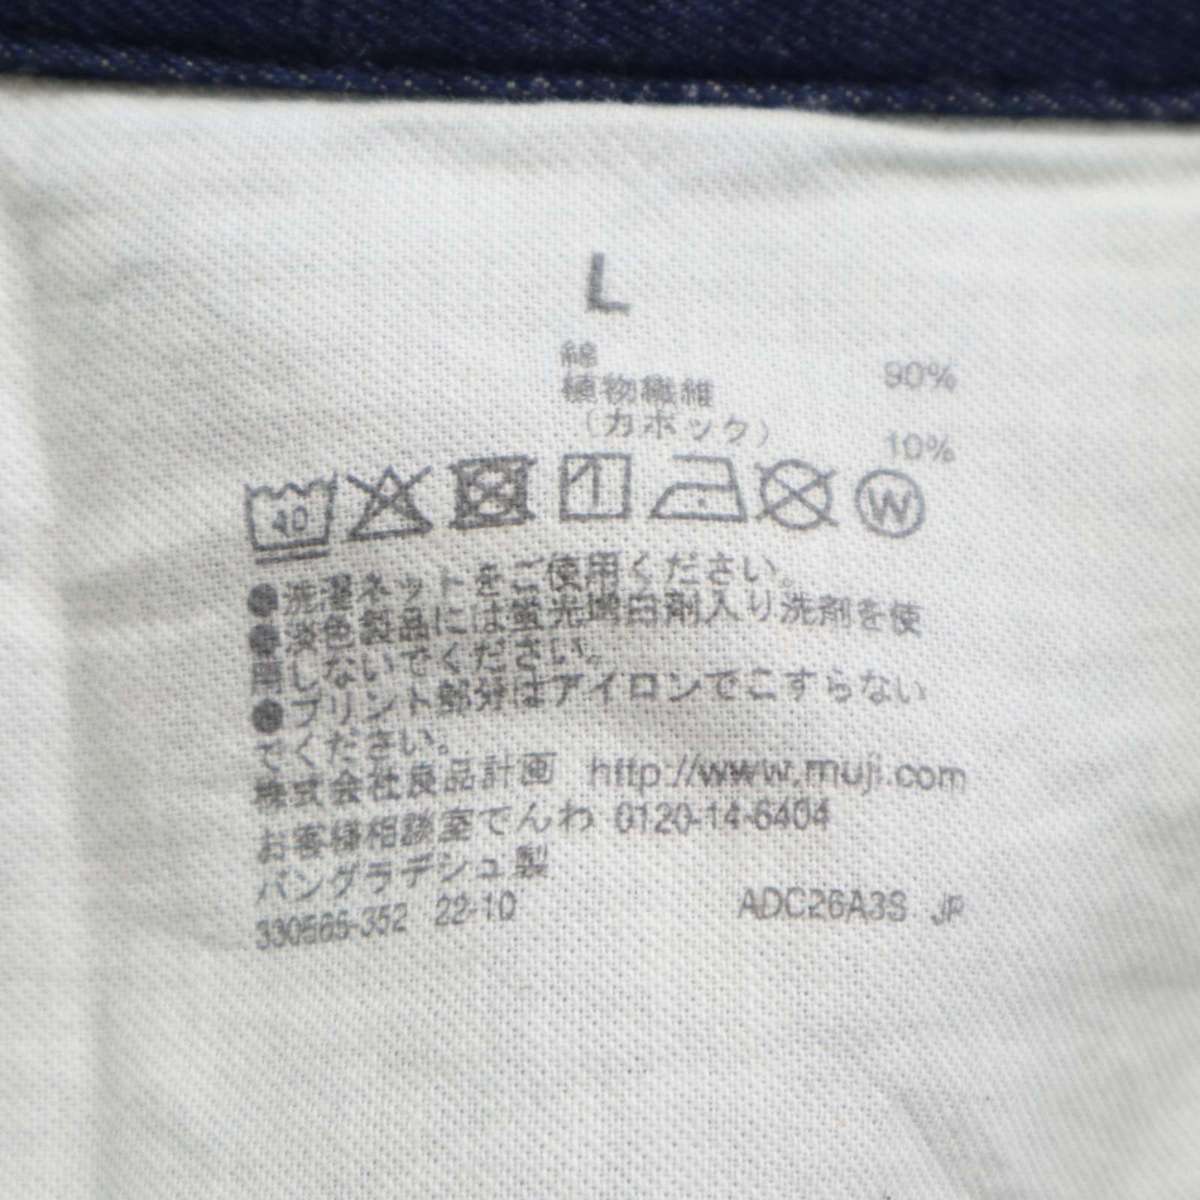 L
綿 90%
植物繊維
（カポック） 10%
40
W
●洗濯ネットをご使用ください。
●淡色製品には蛍光増白剤入り洗剤を使
用しないでください。
●プリント部分はアイロンでこすらない
でください。
株式会社良品計画 http://www.muji.com
お客様相談室でんわ 0120-14-6404
バングラデシュ製
330566-352 22-10 ADC26A3S JP